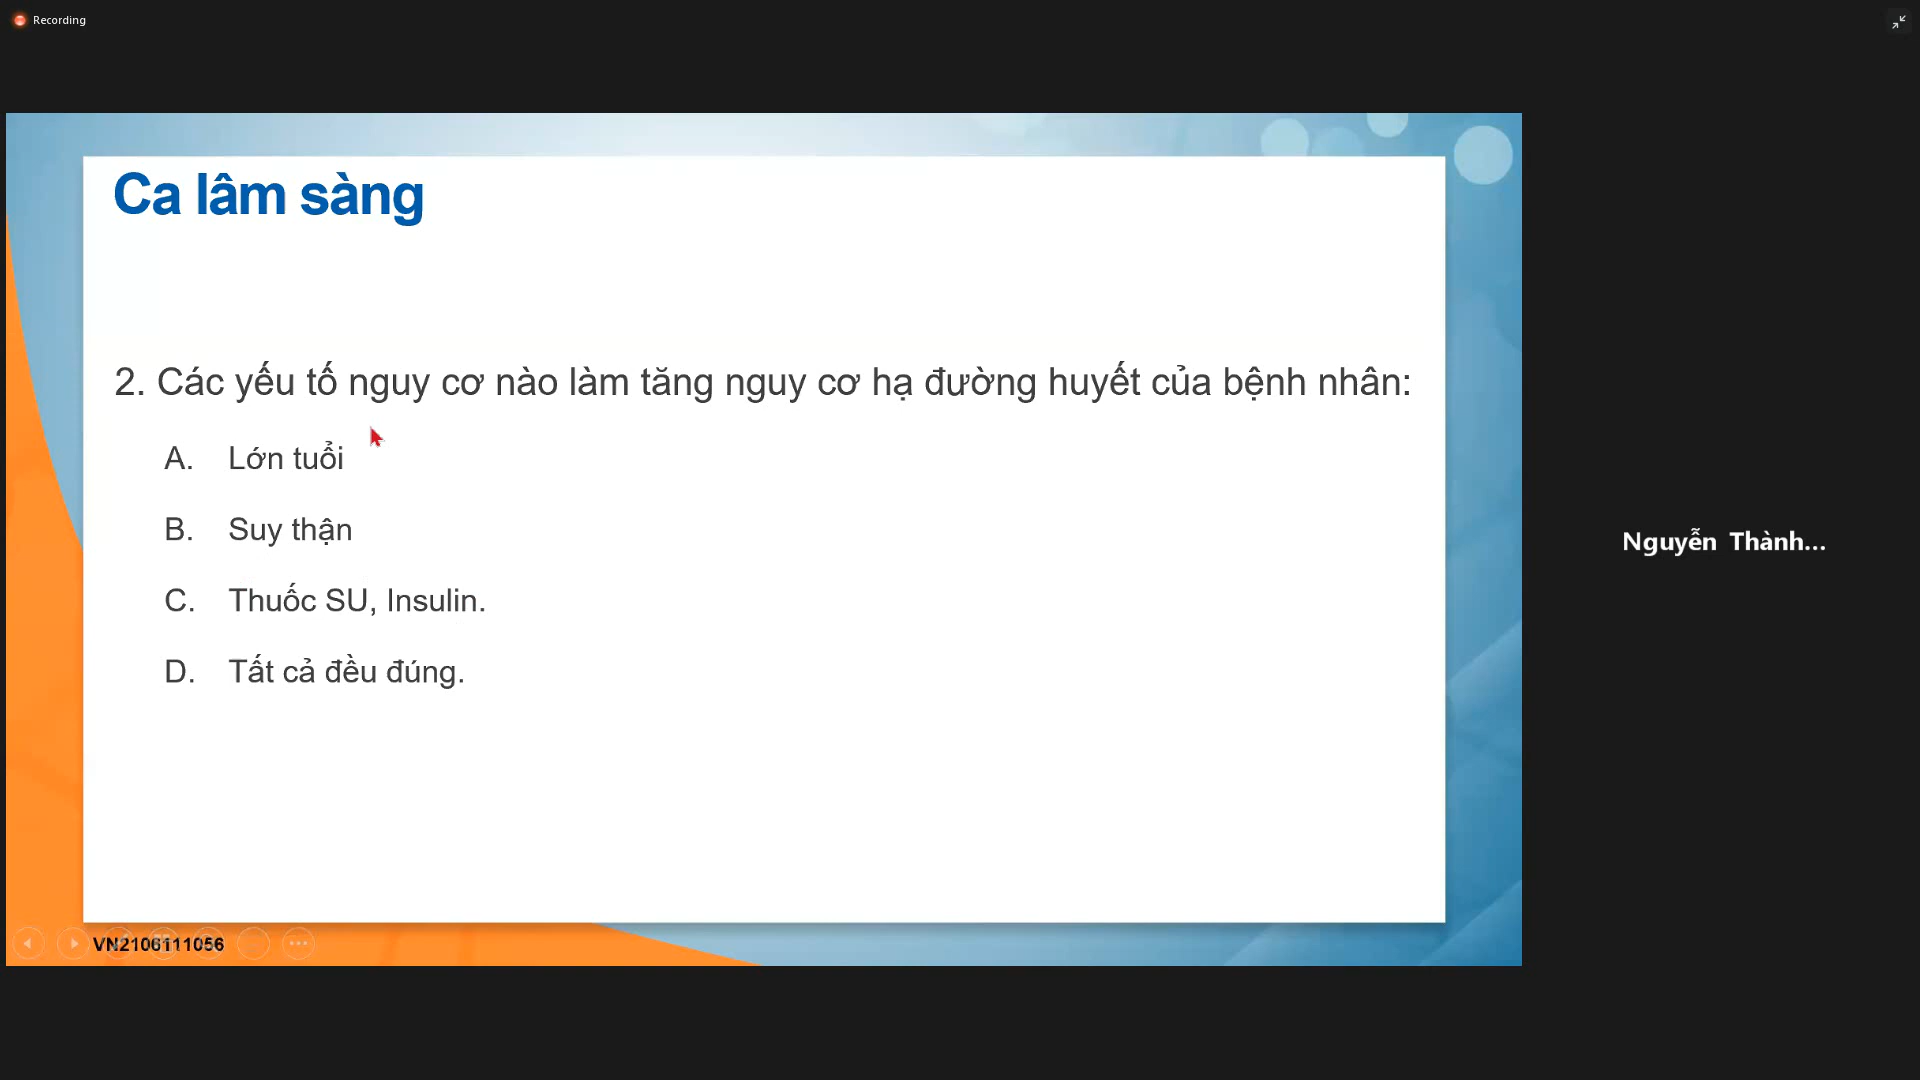 Recording
Ca lâm sàng
2. Các yếu tố nguy cơ nào làm tăng nguy cơ hạ đường huyết của bệnh nhân:
A. Lớn tuổi
B. Suy thận
C. Thuốc SU, Insulin.
D. Tất cả đều đúng.
Nguyễn Thành...
VN2106111056